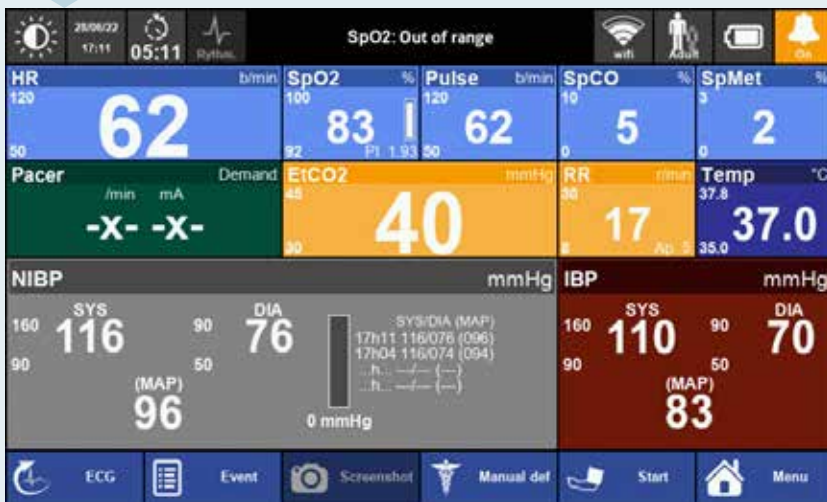 28/06/22
17:11
05:11
Rythm.
SpO2: Out of range
wifi
Adult
On
HR b/min
120
62
50
SpO2 %
100
83
92 PI 1.93
Pulse b/min
120
62
50
SpCO %
10
5
0
SpMet %
3
2
0
Pacer Demand
/min mA
-x- -x-
EtCO2 mmHg
45
40
30
RR r/min
30
17
8 Ap 5
Temp °C
37.8
37.0
35.0
NIBP mmHg
SYS DIA
160 116 90 76
90 50
(MAP)
96
SYS/DIA (MAP)
17h11 116/076 (096)
17h04 116/074 (094)
...h... ---/--- (---)
...h... ---/--- (---)
0 mmHg
IBP mmHg
SYS DIA
160 110 90 70
90 50
(MAP)
83
ECG
Event
Screenshot
Manual def
Start
Menu